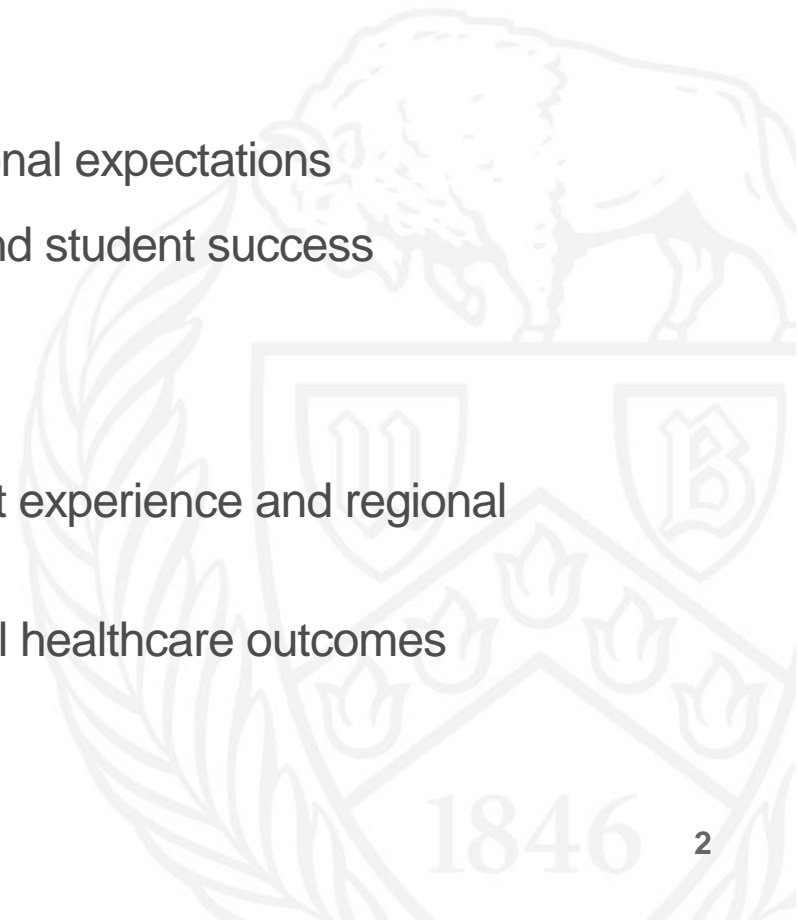 nal expectations
nd student success
t experience and regional
l healthcare outcomes
U B
1846
2